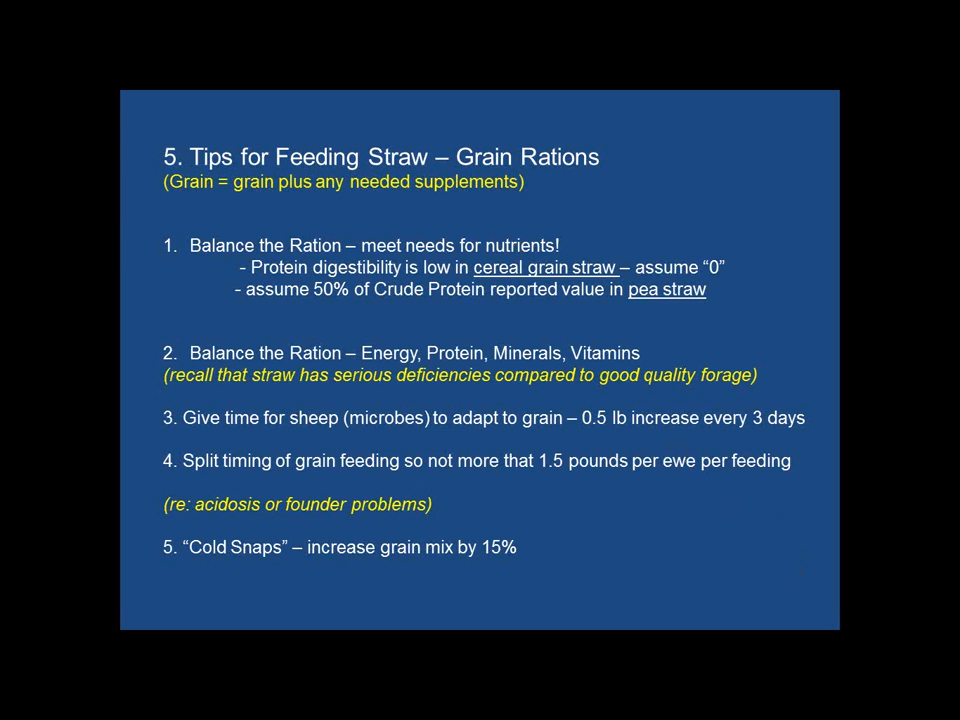 5. Tips for Feeding Straw – Grain Rations
(Grain = grain plus any needed supplements)
1. Balance the Ration – meet needs for nutrients!
- Protein digestibility is low in cereal grain straw – assume “0”
- assume 50% of Crude Protein reported value in pea straw
2. Balance the Ration – Energy, Protein, Minerals, Vitamins
(recall that straw has serious deficiencies compared to good quality forage)
3. Give time for sheep (microbes) to adapt to grain – 0.5 lb increase every 3 days
4. Split timing of grain feeding so not more that 1.5 pounds per ewe per feeding
(re: acidosis or founder problems)
5. “Cold Snaps” – increase grain mix by 15%